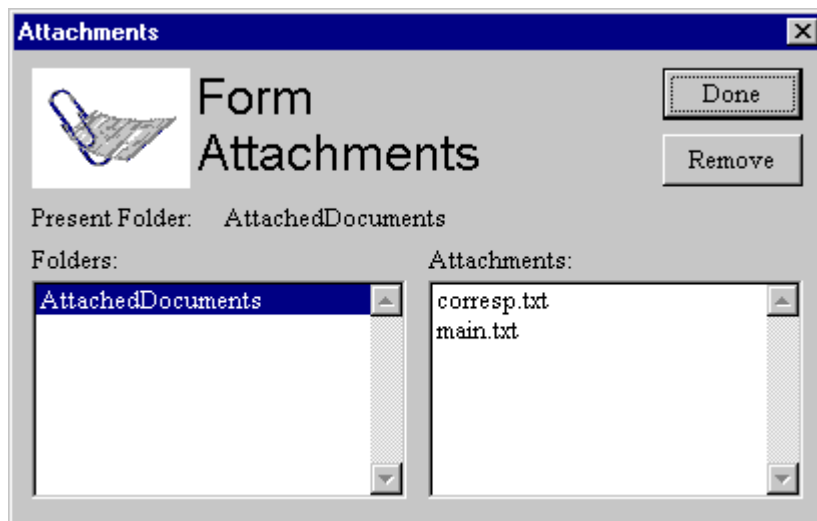 Attachments
Form
Attachments
Done
Remove
Present Folder: AttachedDocuments
Folders:
AttachedDocuments
Attachments:
corresp.txt
main.txt